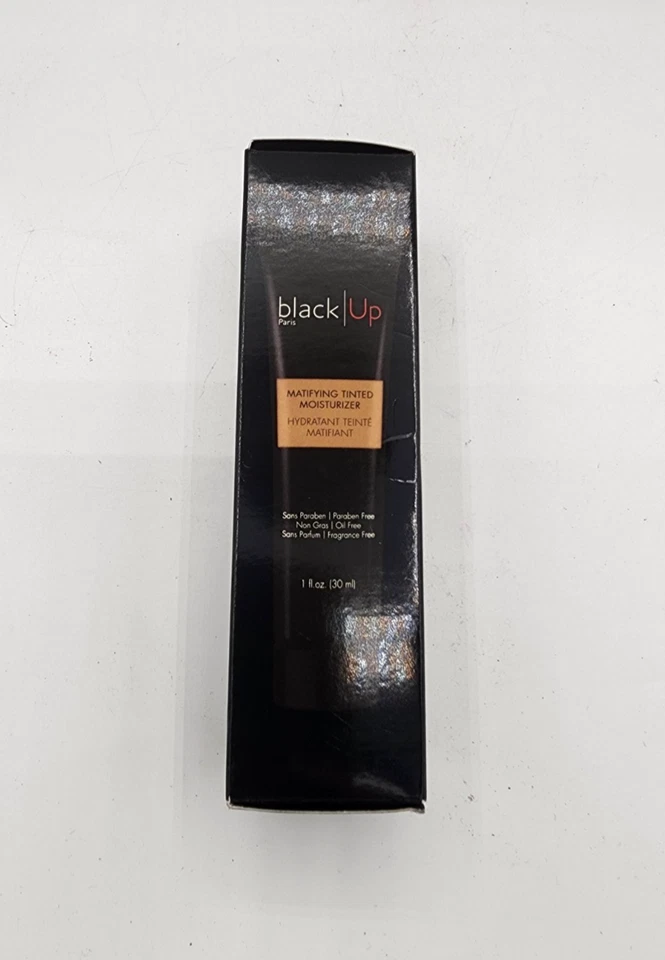 black|Up
Paris
MATIFYING TINTED
MOISTURIZER
HYDRATANT TEINTÉ
MATIFIANT
Sans Paraben | Paraben Free
Non Gras | Oil Free
Sans Parfum | Fragrance Free
1 fl.oz. (30 ml)